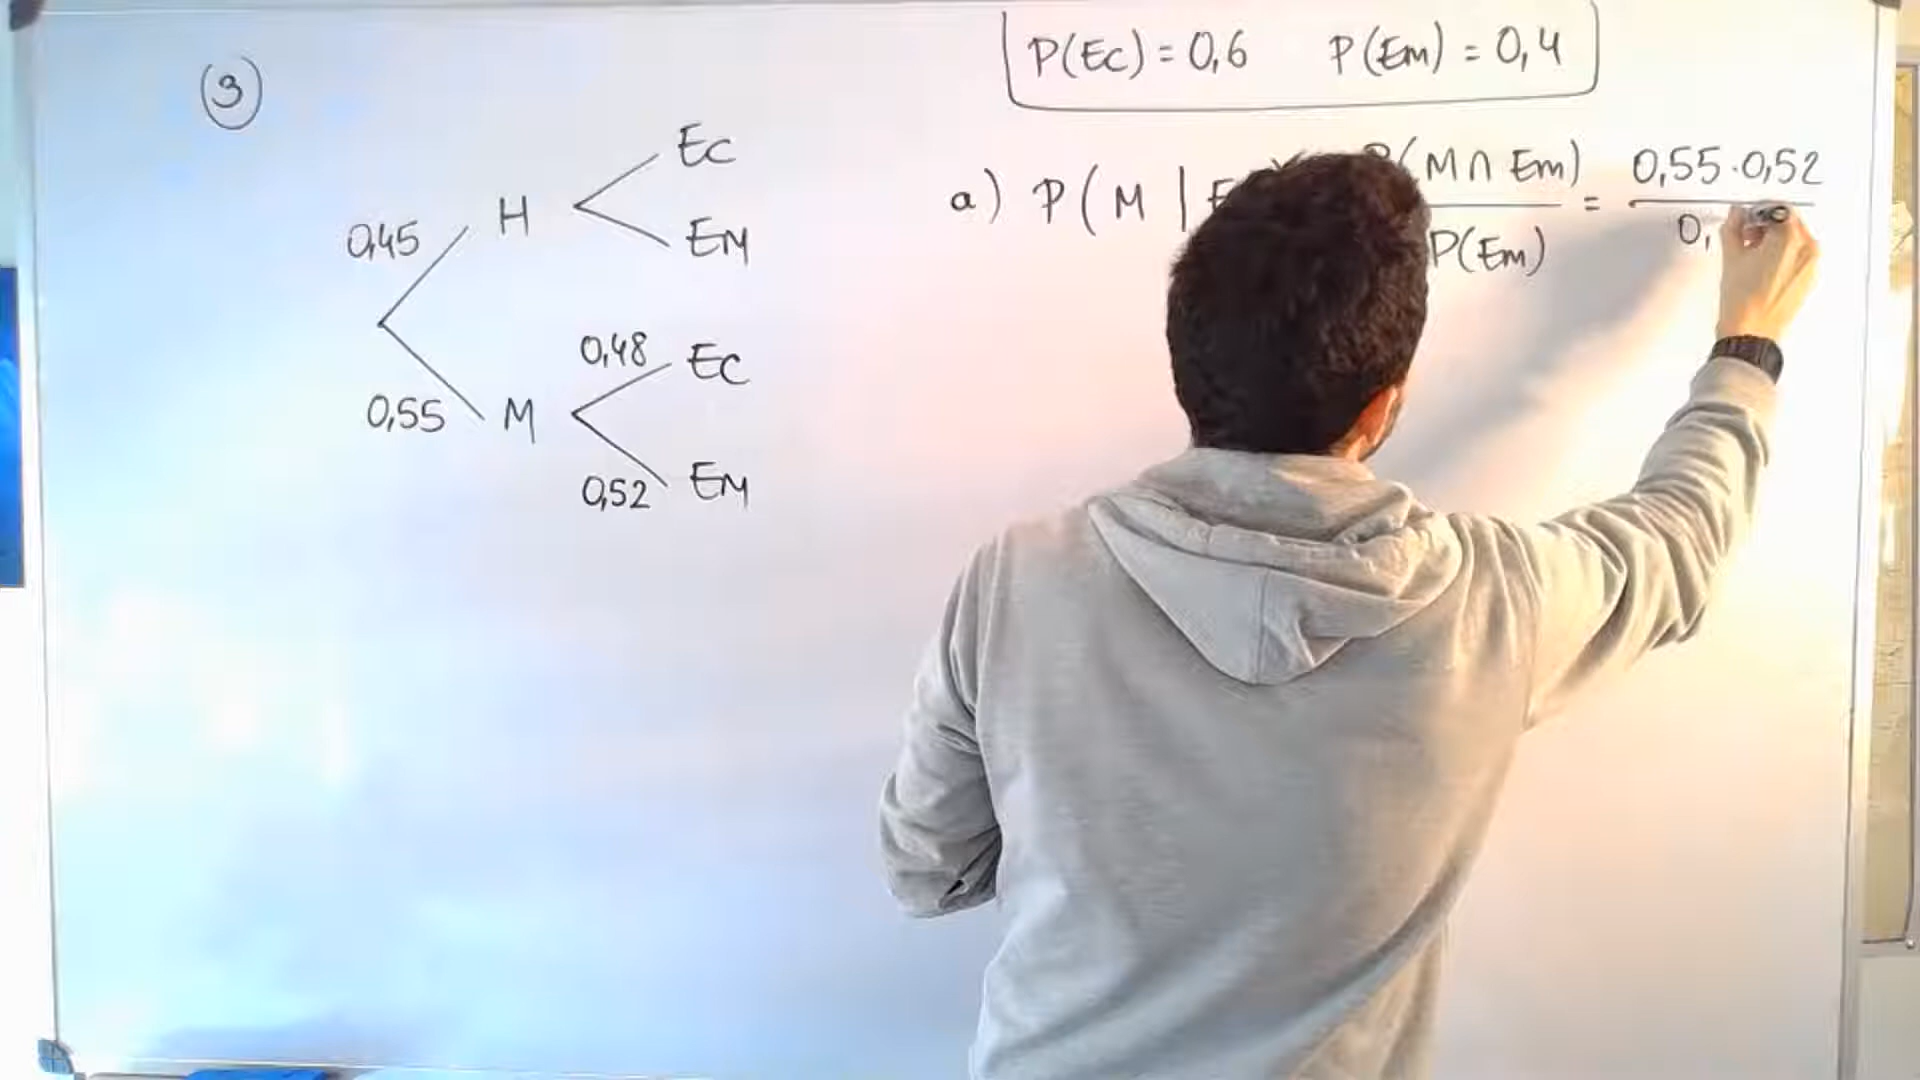 3
P(Ec) = 0,6 P(Em) = 0,4
a) P(M | (M∩Em) = 0,55·0,52
P(Em) 0,
0,45 H Ec
EM
0,55 M 0,48 Ec
0,52 EM